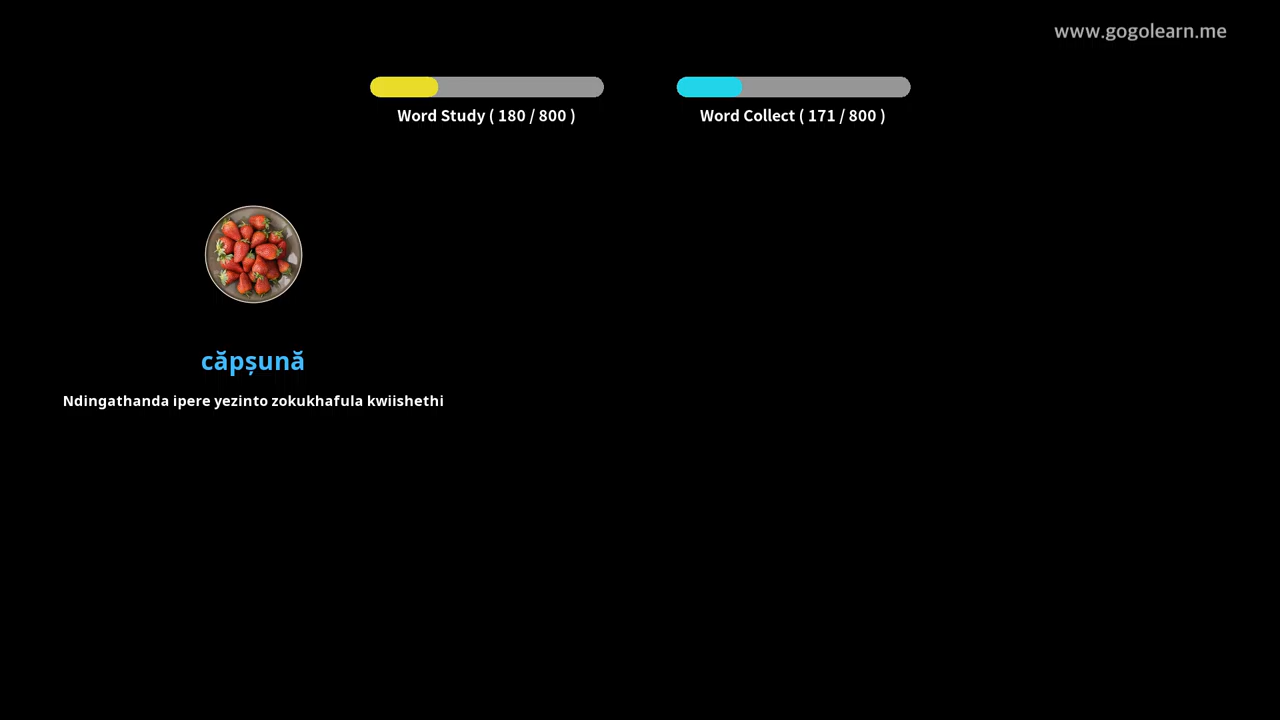 www.gogolearn.me
Word Study ( 180 / 800 )
Word Collect ( 171 / 800 )
căpșună
Ndingathanda ipere yezinto zokukhafula kwiishethi